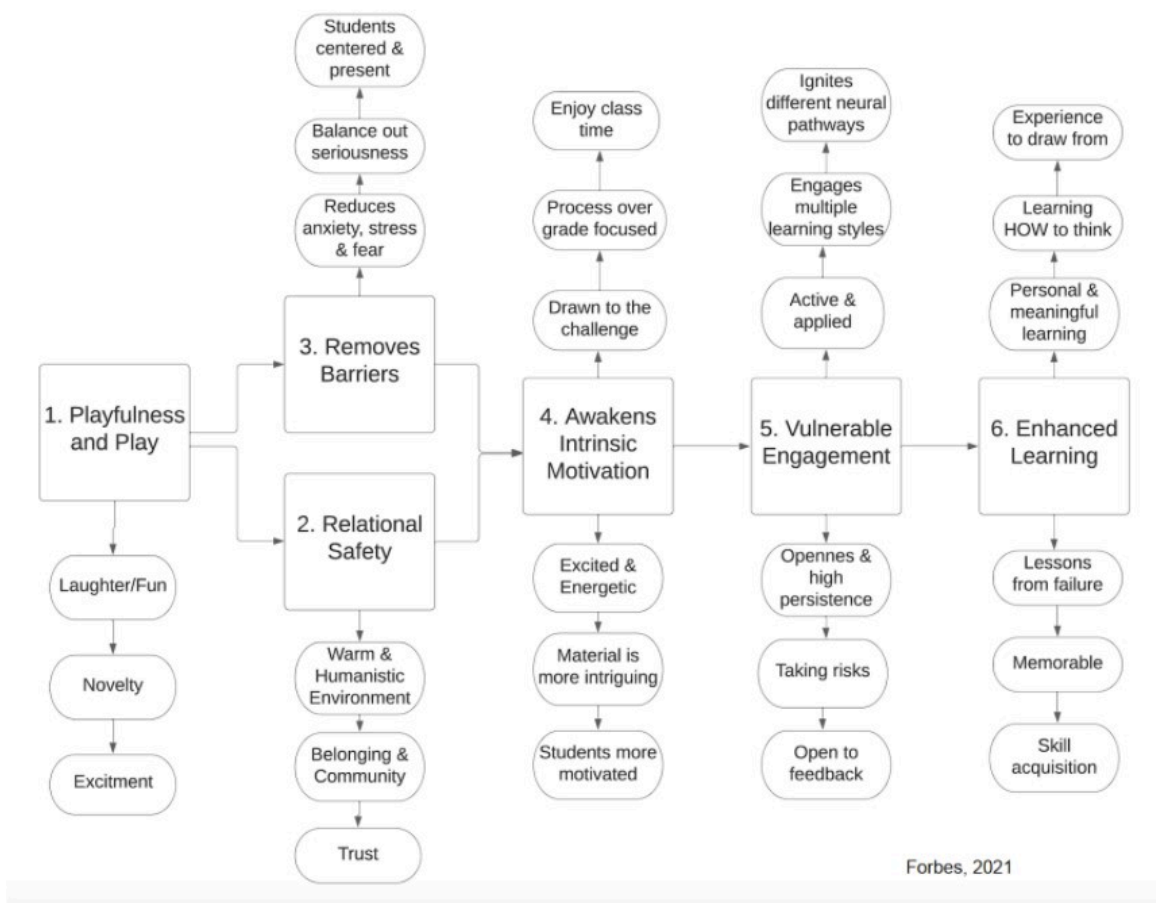 Students
centered &
present
Balance out
seriousness
Reduces
anxiety, stress
& fear
3. Removes
Barriers
1. Playfulness
and Play
Laughter/Fun
Novelty
Excitment
2. Relational
Safety
Warm &
Humanistic
Environment
Belonging &
Community
Trust
Enjoy class
time
Process over
grade focused
Drawn to the
challenge
4. Awakens
Intrinsic
Motivation
Excited &
Energetic
Material is
more intriguing
Students more
motivated
Ignites
different neural
pathways
Engages
multiple
learning styles
Active &
applied
5. Vulnerable
Engagement
Opennes &
high
persistence
Taking risks
Open to
feedback
Experience
to draw from
Learning
HOW to think
Personal &
meaningful
learning
6. Enhanced
Learning
Lessons
from failure
Memorable
Skill
acquisition
Forbes, 2021